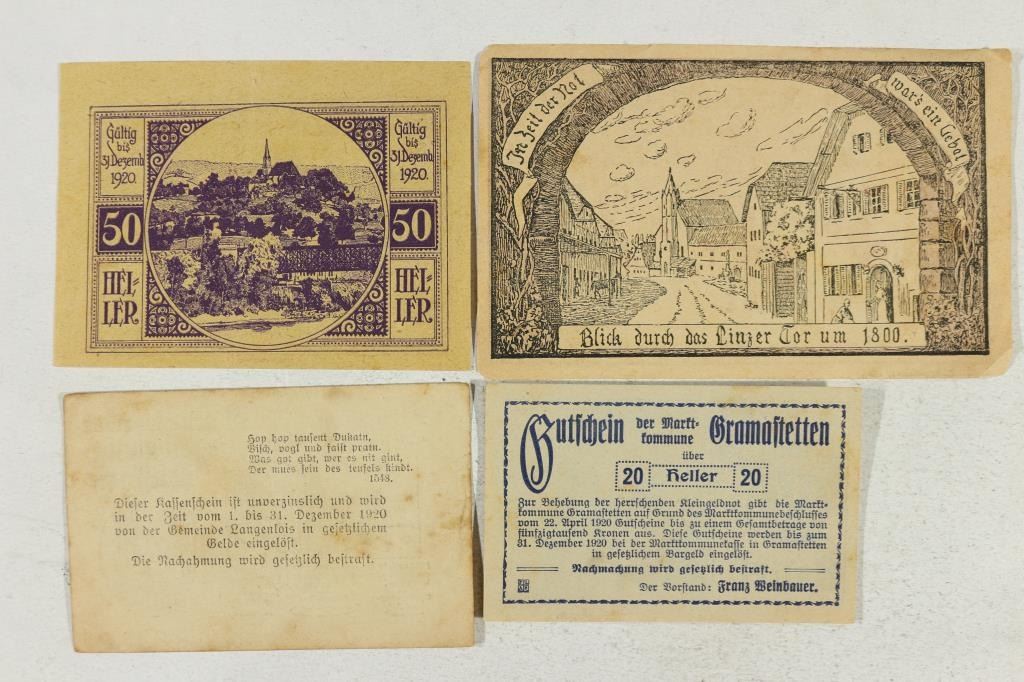 Gültig
bis
31. Dezemb.
1920.
50
HEL-
LER
Gültig
bis
31. Dezemb.
1920.
50
HEL-
LER
In Zeit der Not
war's ein Gebot
Blick durch das Linzer Tor um 1800.
Hop hop tausent Dukatn,
Visch, vogl und faist pratn.
Was got gibt, wer es nit gint,
Der mues sein des teufels kindt.
1548.
Dieser Kassenschein ist unverzinslich und wird
in der Zeit vom 1. bis 31. Dezember 1920
von der Gemeinde Langenlois in gesetzlichem
Gelde eingelöst.
Die Nachahmung wird gesetzlich bestraft.
Gutschein der Markt-
kommune Gramastetten
über
20 Heller 20
Zur Behebung der herrschenden Kleingeldnot gibt die Markt-
kommune Gramastetten auf Grund des Marktkommunebeschlusses
vom 22. April 1920 Gutscheine bis zu einem Gesamtbetrage von
fünfzigtausend Kronen aus. Diese Gutscheine werden bis zum
31. Dezember 1920 bei der Marktkommunekasse in Gramastetten
in gesetzlichem Bargeld eingelöst.
Nachmachung wird gesetzlich bestraft.
Der Vorstand: Franz Weinbauer.